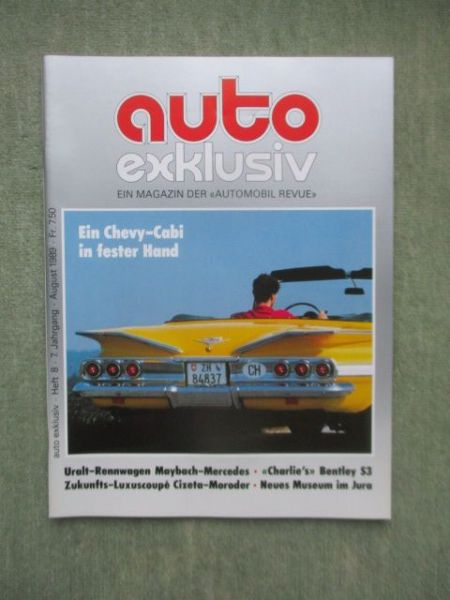 auto
exklusiv
EIN MAGAZIN DER «AUTOMOBIL REVUE»
Ein Chevy-Cabi
in fester Hand
ZH
84837
CH
auto exklusiv · Heft 8 · 7. Jahrgang · August 1989 · Fr. 7.50
Uralt-Rennwagen Maybach-Mercedes · «Charlie's» Bentley S3
Zukunfts-Luxuscoupé Cizeta-Moroder · Neues Museum im Jura